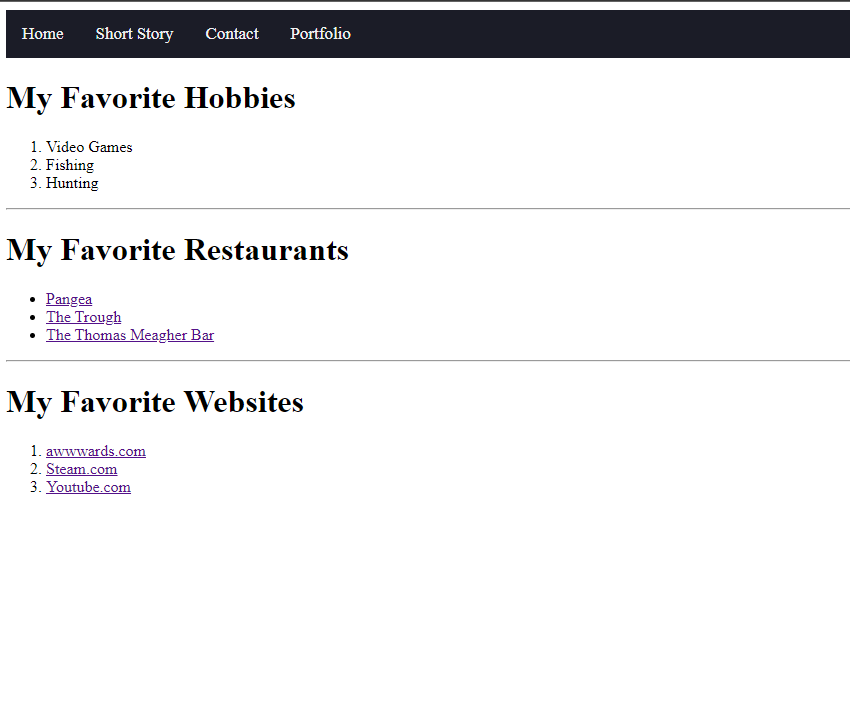 Home Short Story Contact Portfolio
My Favorite Hobbies
1. Video Games
2. Fishing
3. Hunting
My Favorite Restaurants
• Pangea
• The Trough
• The Thomas Meagher Bar
My Favorite Websites
1. awwwards.com
2. Steam.com
3. Youtube.com